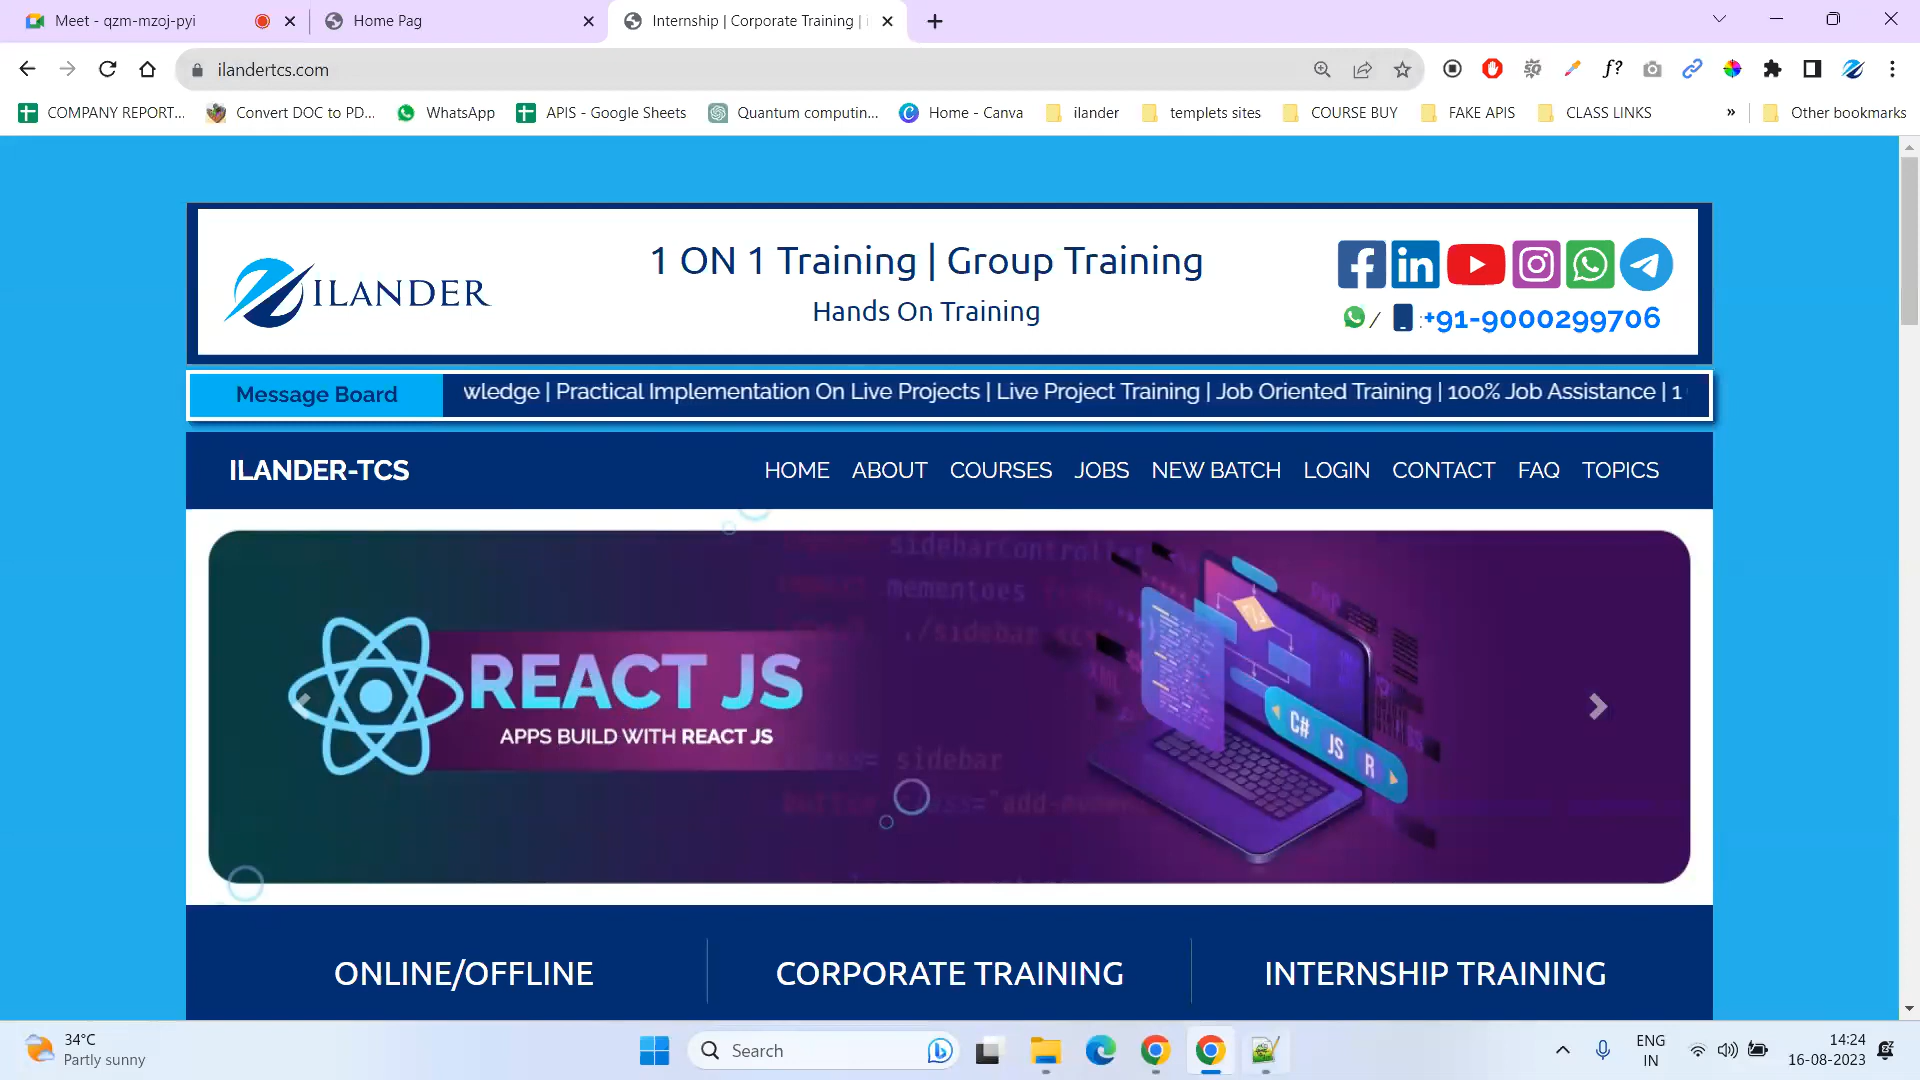 Meet - qzm-mzoj-pyi
Home Pag
Internship | Corporate Training |
ilandertcs.com
COMPANY REPORT...
Convert DOC to PD...
WhatsApp
APIS - Google Sheets
Quantum computin...
Home - Canva
ilander
templets sites
COURSE BUY
FAKE APIS
CLASS LINKS
»
Other bookmarks
ILANDER
1 ON 1 Training | Group Training
Hands On Training
/ :+91-9000299706
Message Board
wledge | Practical Implementation On Live Projects | Live Project Training | Job Oriented Training | 100% Job Assistance | 1
ILANDER-TCS
HOME ABOUT COURSES JOBS NEW BATCH LOGIN CONTACT FAQ TOPICS
REACT JS
APPS BUILD WITH REACT JS
sidebarControll
mementoes
./sidebar
sidebar
C# JS R
ONLINE/OFFLINE
CORPORATE TRAINING
INTERNSHIP TRAINING
34°C
Partly sunny
Search
ENG
IN
14:24
16-08-2023